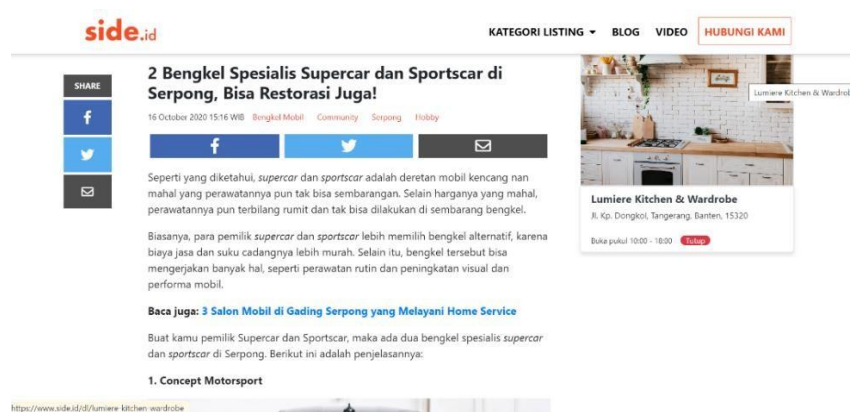 side.id
KATEGORI LISTING
BLOG
VIDEO
HUBUNGI KAMI
SHARE
2 Bengkel Spesialis Supercar dan Sportscar di
Serpong, Bisa Restorasi Juga!
16 October 2020 15:16 WIB Bengkel Mobil Community Serpong Hobby
Seperti yang diketahui, supercar dan sportscar adalah deretan mobil kencang nan
mahal yang perawatannya pun tak bisa sembarangan. Selain harganya yang mahal,
perawatannya pun terbilang rumit dan tak bisa dilakukan di sembarang bengkel.
Biasanya, para pemilik supercar dan sportscar lebih memilih bengkel alternatif, karena
biaya jasa dan suku cadangnya lebih murah. Selain itu, bengkel tersebut bisa
mengerjakan banyak hal, seperti perawatan rutin dan peningkatan visual dan
performa mobil.
Baca juga: 3 Salon Mobil di Gading Serpong yang Melayani Home Service
Buat kamu pemilik Supercar dan Sportscar, maka ada dua bengkel spesialis supercar
dan sportscar di Serpong. Berikut ini adalah penjelasannya:
1. Concept Motorsport
Lumiere Kitchen & Wardrob
Lumiere Kitchen & Wardrobe
Jl. Kp. Dongkol, Tangerang, Banten, 15320
Buka pukul 10:00 - 18:00 Tutup
https://www.side.id/dl/lumiere-kitchen-wardrobe